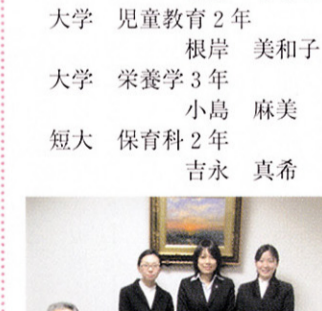 大学 児童教育2年
根岸 美和子
大学 栄養学3年
小島 麻美
短大 保育科2年
吉永 真希